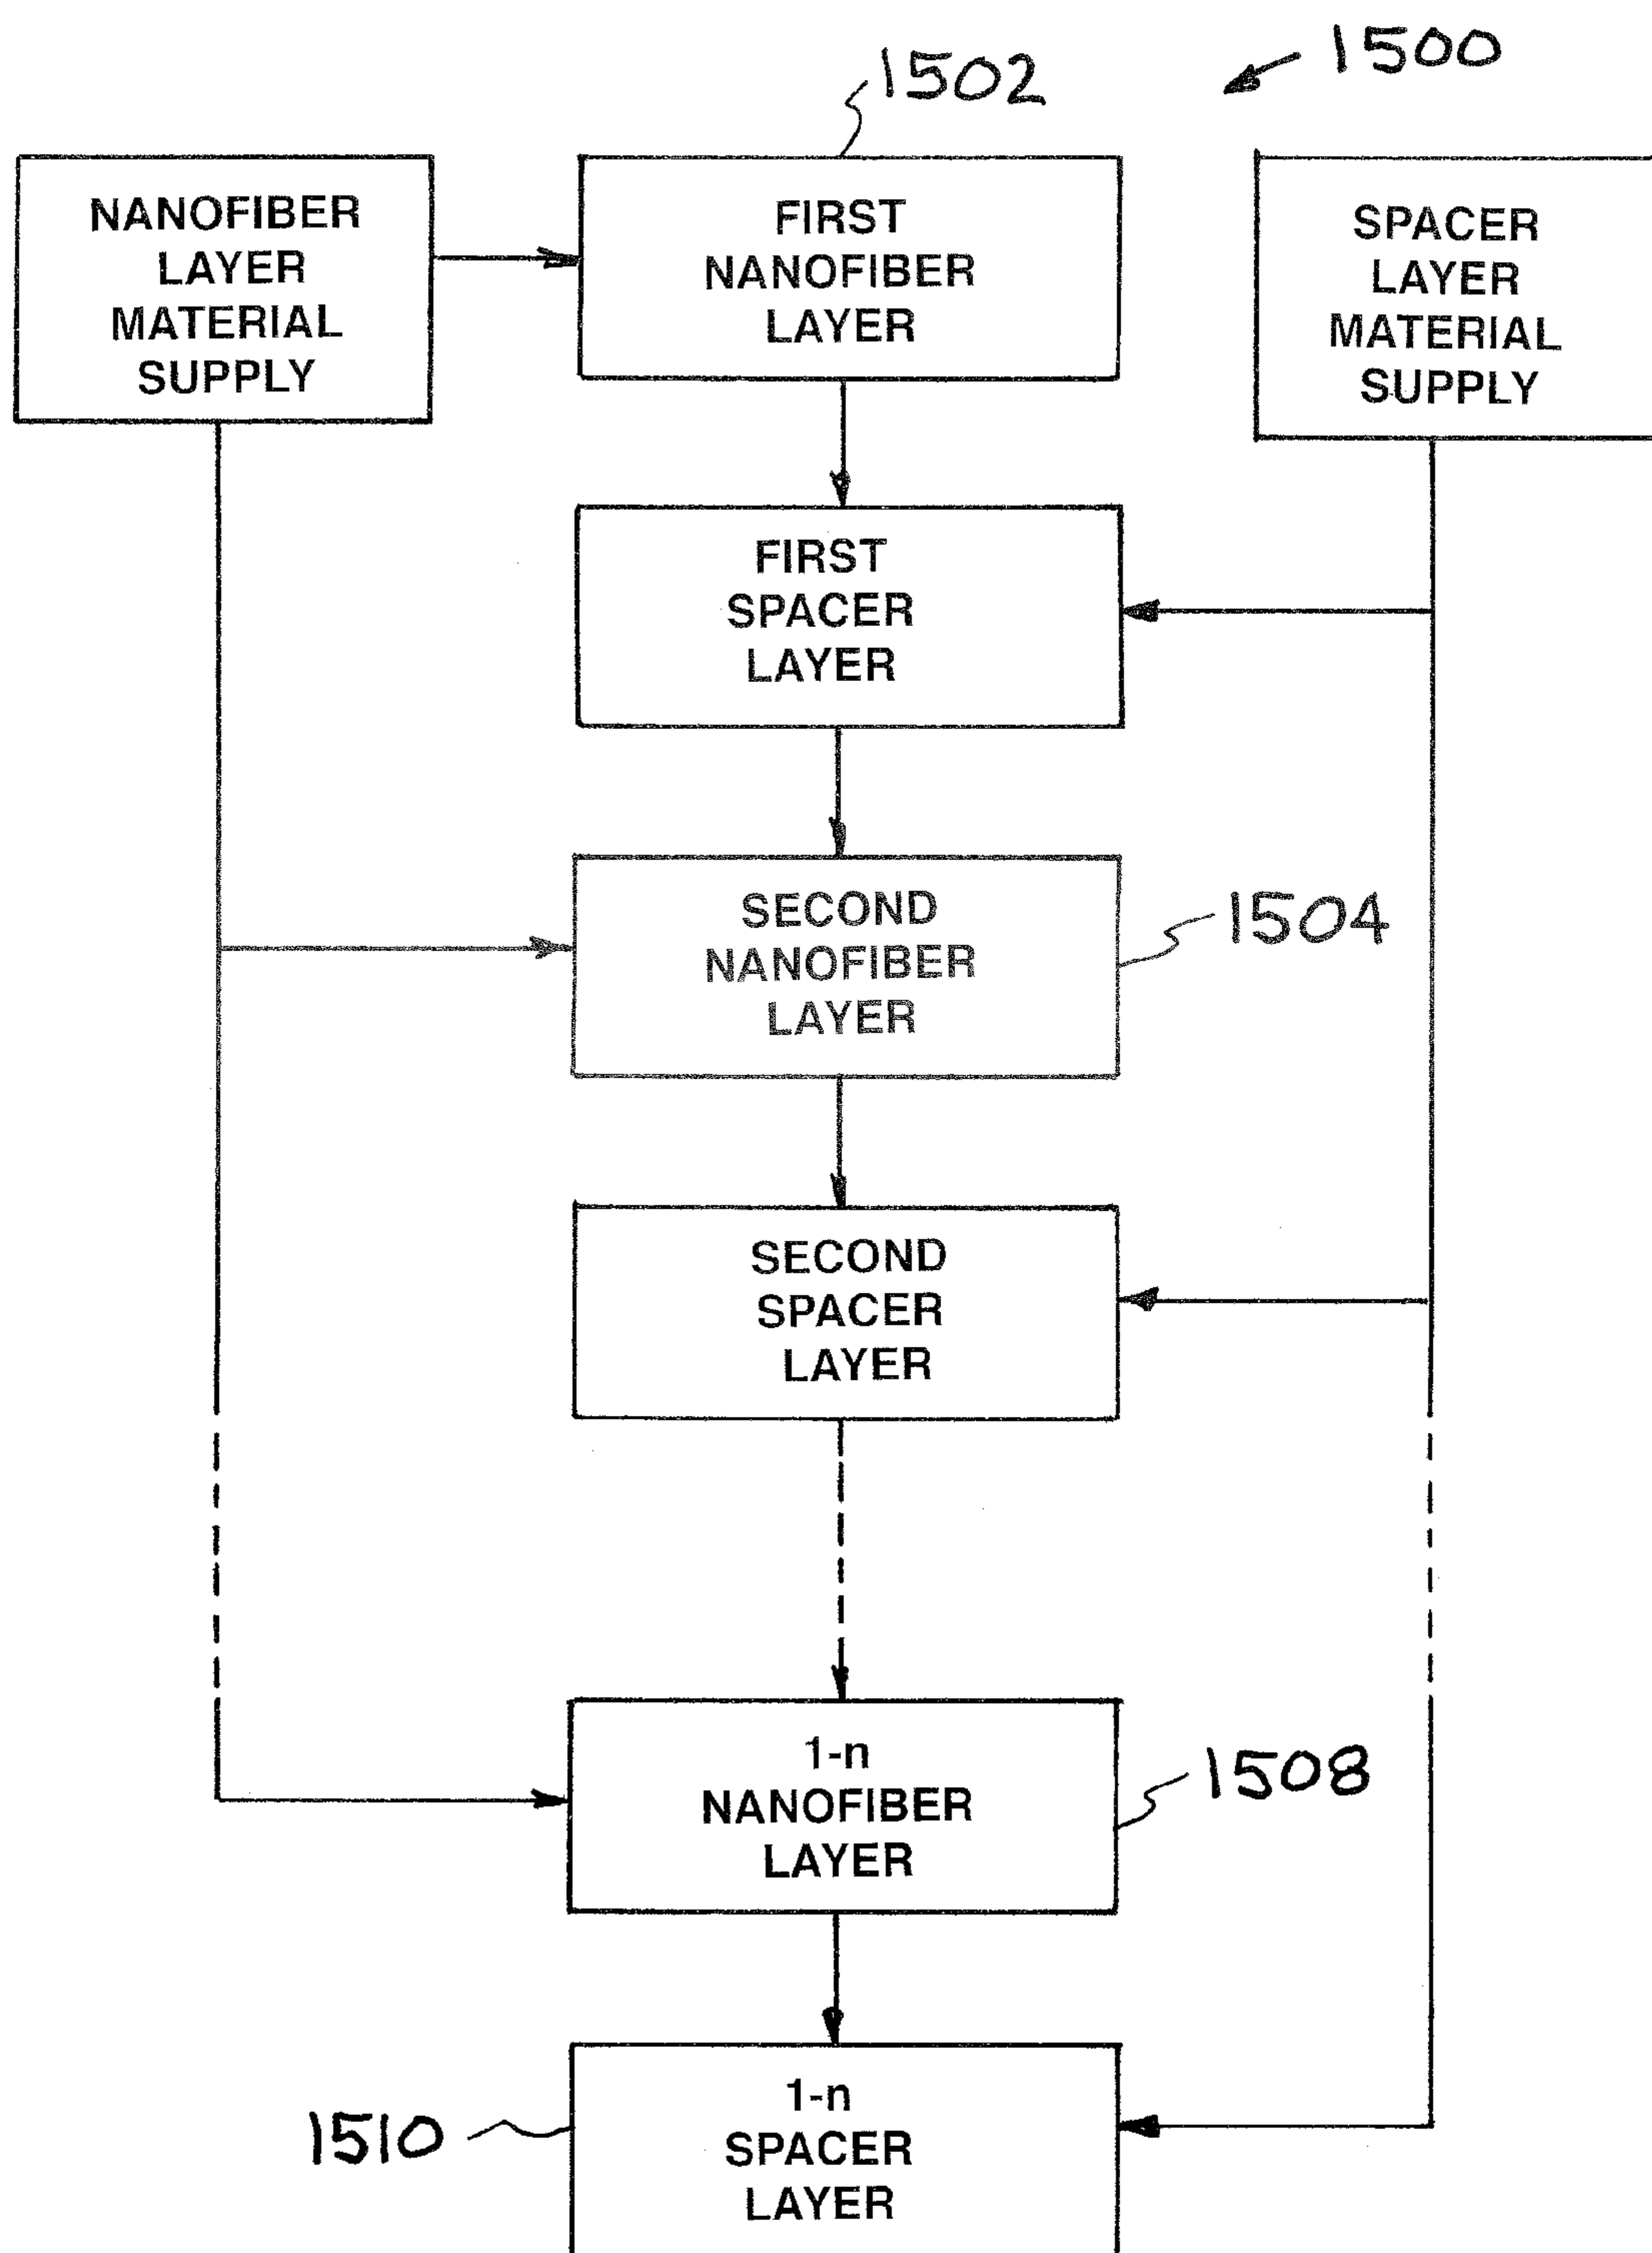 1500
1502
NANOFIBER
LAYER
MATERIAL
SUPPLY
FIRST
NANOFIBER
LAYER
SPACER
LAYER
MATERIAL
SUPPLY
FIRST
SPACER
LAYER
SECOND
NANOFIBER
LAYER
1504
SECOND
SPACER
LAYER
1-n
NANOFIBER
LAYER
1508
1-n
SPACER
LAYER
1510